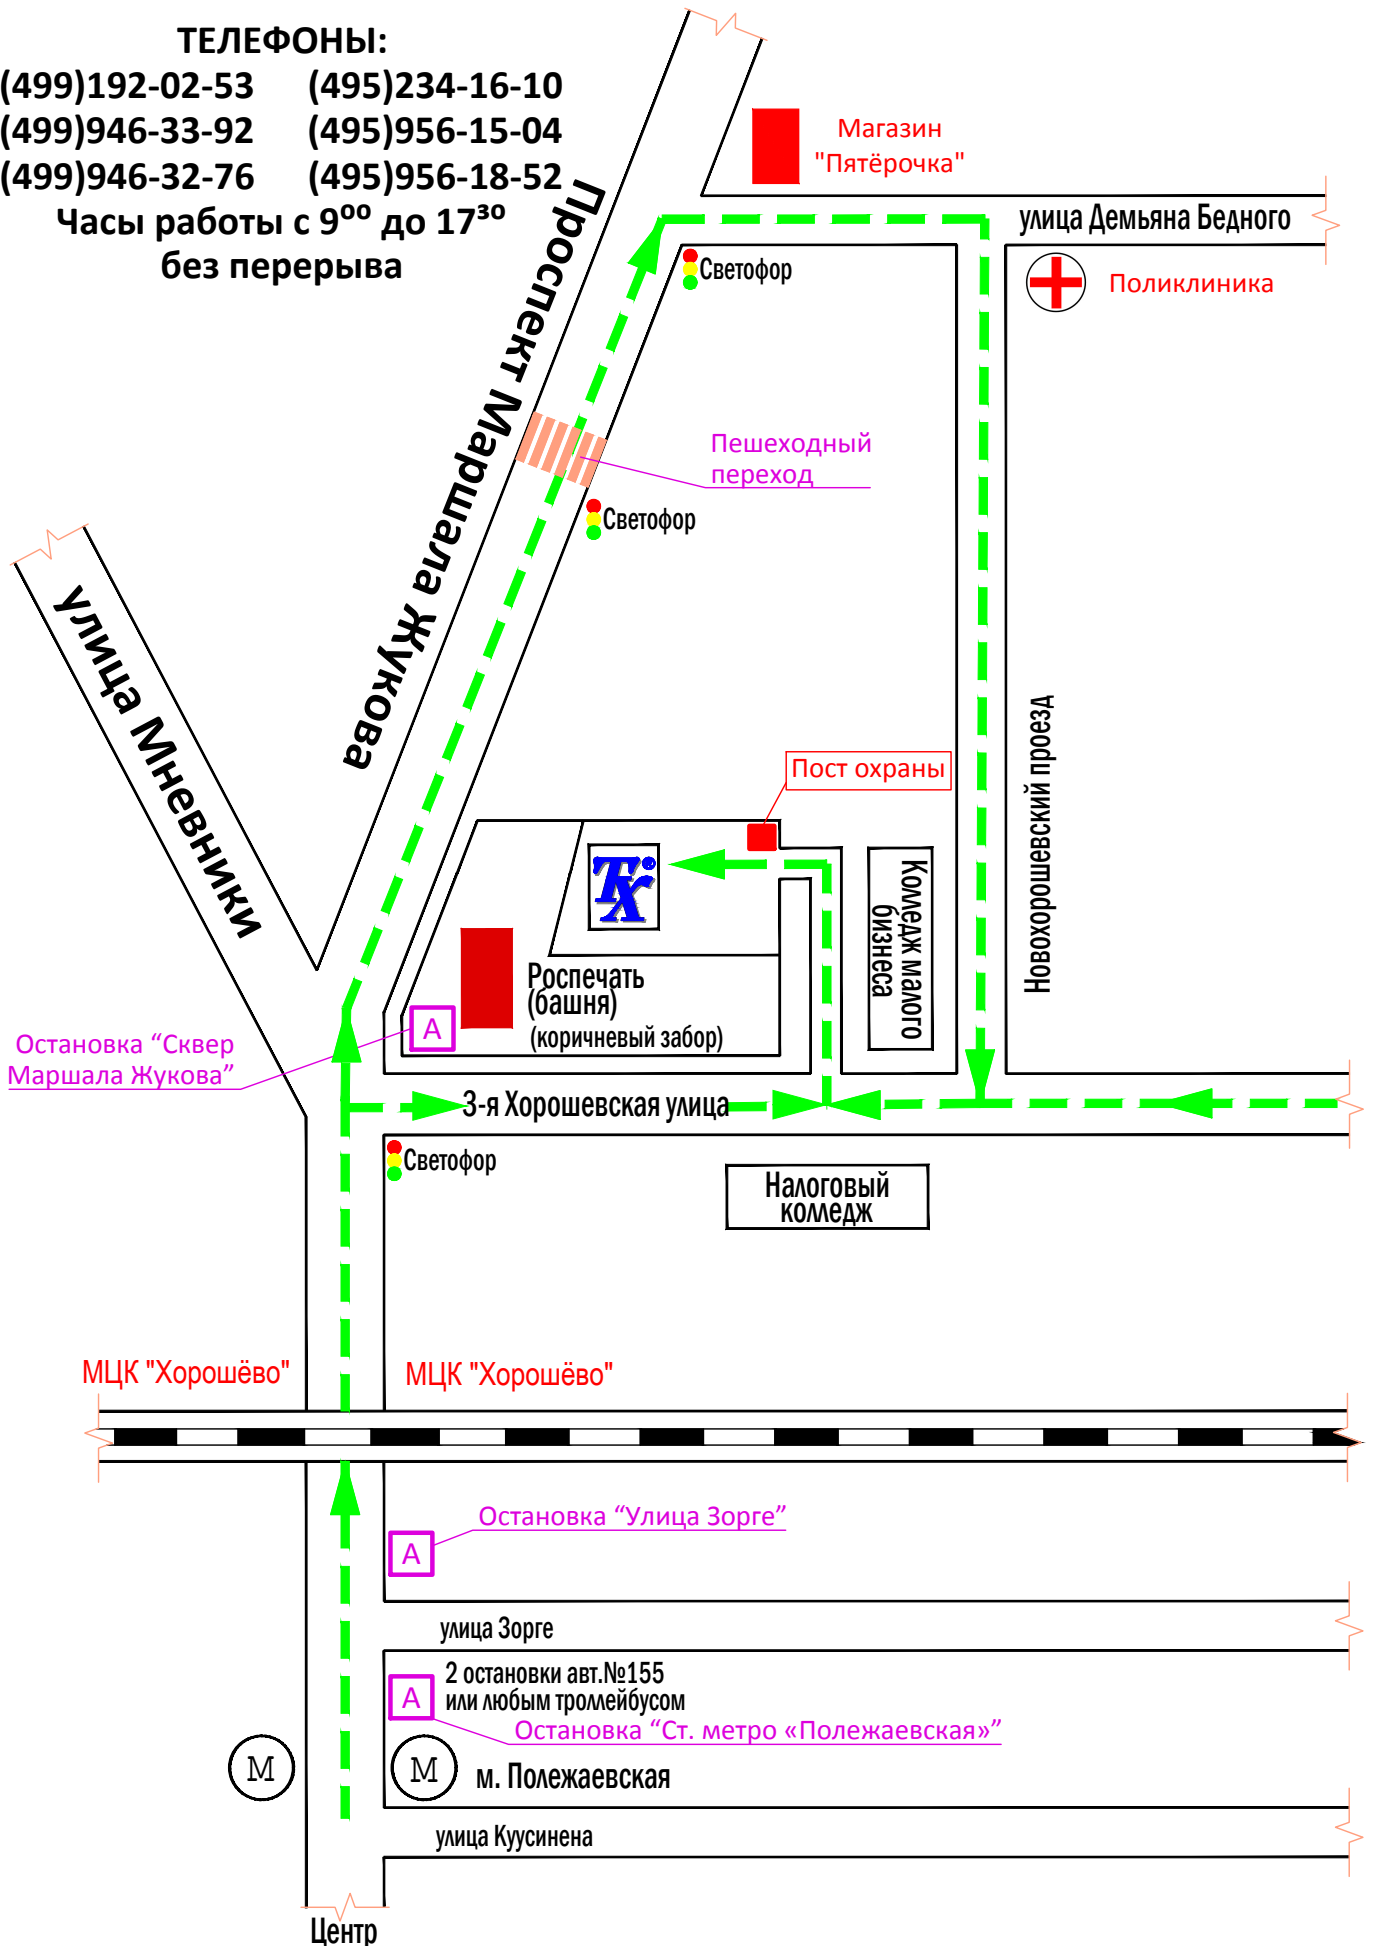 ТЕЛЕФОНЫ:
(499)192-02-53 (495)234-16-10
(499)946-33-92 (495)956-15-04
(499)946-32-76 (495)956-18-52
Часы работы с 9⁰⁰ до 17³⁰
без перерыва
Магазин
"Пятёрочка"
улица Демьяна Бедного
Светофор
Поликлиника
Проспект Маршала Жукова
Пешеходный
переход
Светофор
улица Мневники
Новохорошевский проезд
Пост охраны
ТХ
Колледж малого
бизнеса
Роспечать
(башня)
(коричневый забор)
А
Остановка “Сквер
Маршала Жукова”
3-я Хорошевская улица
Светофор
Налоговый
колледж
МЦК "Хорошёво"
МЦК "Хорошёво"
Остановка “Улица Зорге”
А
улица Зорге
2 остановки авт.№155
или любым троллейбусом
А
Остановка “Ст. метро «Полежаевская»”
М
М
м. Полежаевская
улица Куусинена
Центр